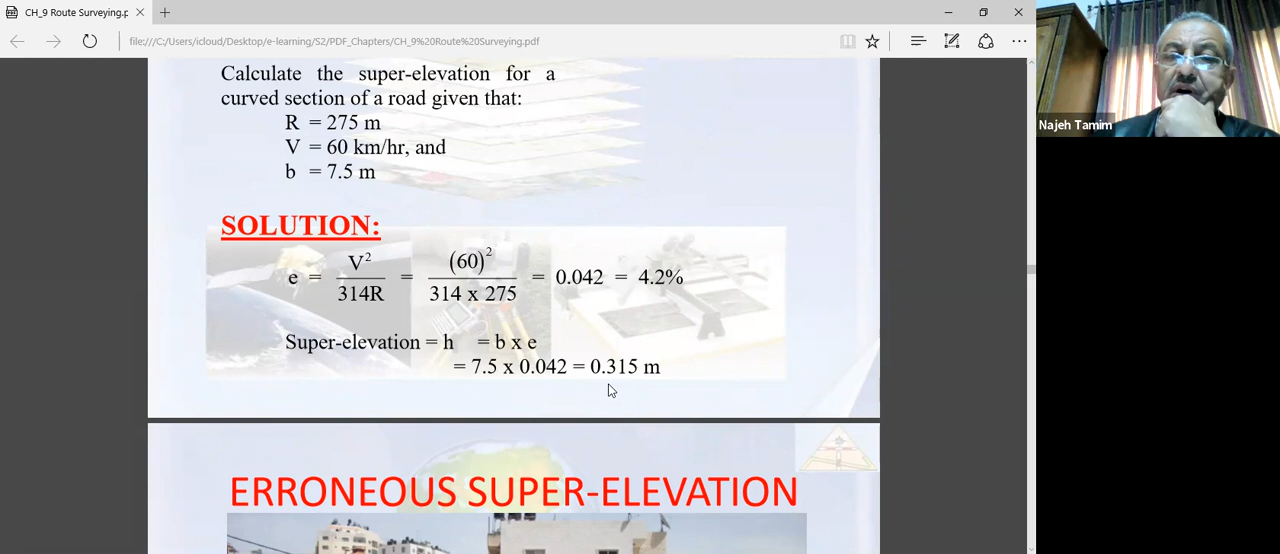 CH_9 Route Surveying.p
file:///C:/Users/icloud/Desktop/e-learning/S2/PDF_Chapters/CH_9%20Route%20Surveying.pdf
Calculate the super-elevation for a
curved section of a road given that:
R = 275 m
V = 60 km/hr, and
b = 7.5 m
SOLUTION:
e = V² / 314R = (60)² / 314 x 275 = 0.042 = 4.2%
Super-elevation = h = b x e
= 7.5 x 0.042 = 0.315 m
ERRONEOUS SUPER-ELEVATION
Najeh Tamim